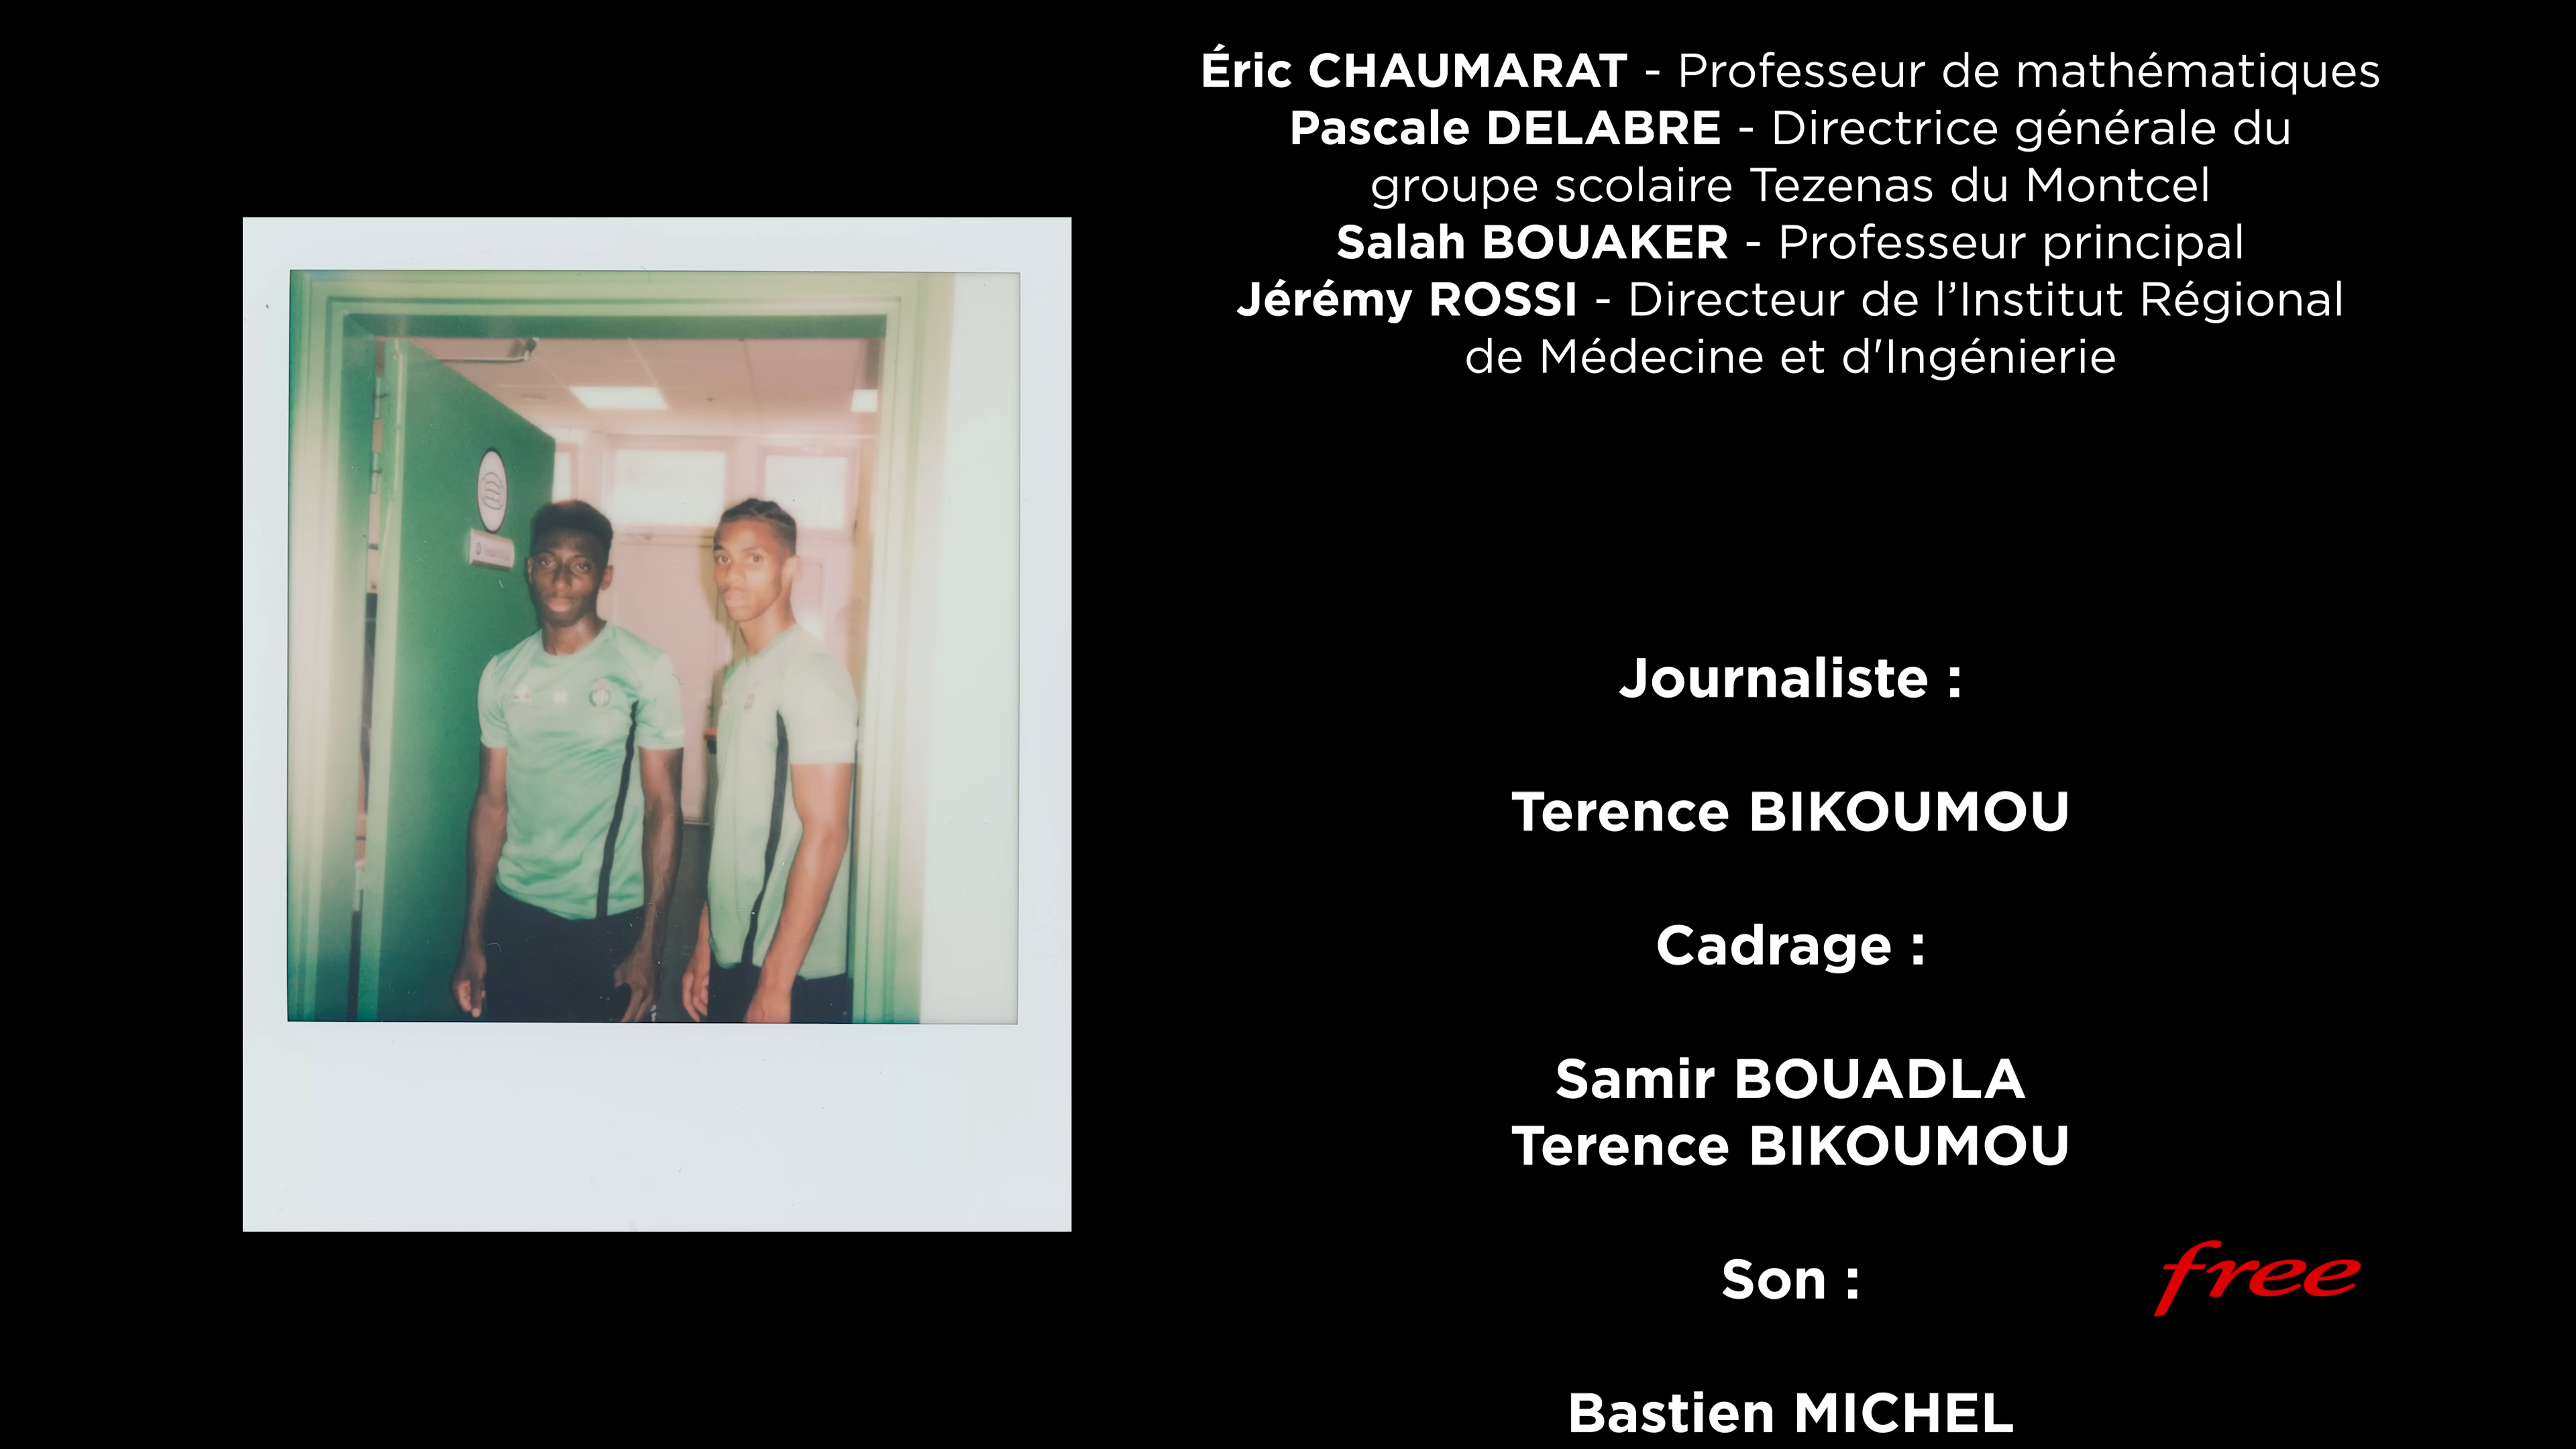 Éric CHAUMARAT - Professeur de mathématiques
Pascale DELABRE - Directrice générale du
groupe scolaire Tezenas du Montcel
Salah BOUAKER - Professeur principal
Jérémy ROSSI - Directeur de l’Institut Régional
de Médecine et d'Ingénierie
Journaliste :
Terence BIKOUMOU
Cadrage :
Samir BOUADLA
Terence BIKOUMOU
Son :
free
Bastien MICHEL